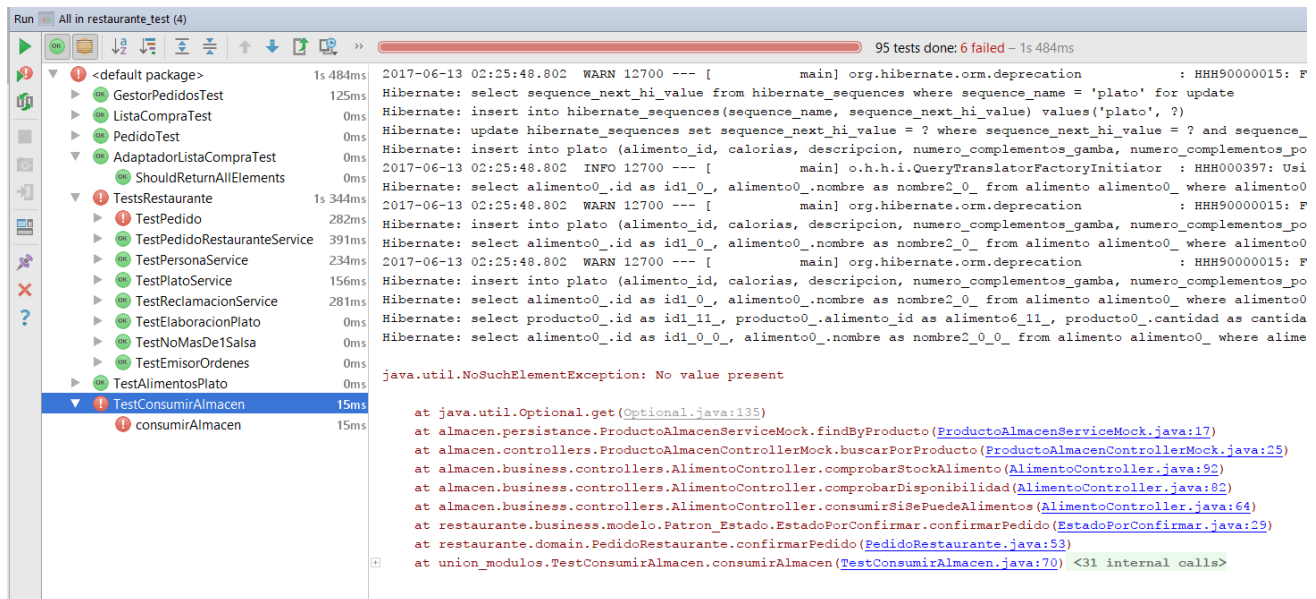 Run All in restaurante_test (4)
95 tests done: 6 failed – 1s 484ms
<default package> 1s 484ms
GestorPedidosTest 125ms
ListaCompraTest 0ms
PedidoTest 0ms
AdaptadorListaCompraTest 0ms
ShouldReturnAllElements 0ms
TestsRestaurante 1s 344ms
TestPedido 282ms
TestPedidoRestauranteService 391ms
TestPersonaService 234ms
TestPlatoService 156ms
TestReclamacionService 281ms
TestElaboracionPlato 0ms
TestNoMasDe1Salsa 0ms
TestEmisorOrdenes 0ms
TestAlimentosPlato 0ms
TestConsumirAlmacen 15ms
consumirAlmacen 15ms
2017-06-13 02:25:48.802 WARN 12700 --- [ main] org.hibernate.orm.deprecation : HHH90000015: F
Hibernate: select sequence_next_hi_value from hibernate_sequences where sequence_name = 'plato' for update
Hibernate: insert into hibernate_sequences(sequence_name, sequence_next_hi_value) values('plato', ?)
Hibernate: update hibernate_sequences set sequence_next_hi_value = ? where sequence_next_hi_value = ? and sequence_
Hibernate: insert into plato (alimento_id, calorias, descripcion, numero_complementos_gamba, numero_complementos_po
2017-06-13 02:25:48.802 INFO 12700 --- [ main] o.h.h.i.QueryTranslatorFactoryInitiator : HHH000397: Usi
Hibernate: select alimento0_.id as id1_0_, alimento0_.nombre as nombre2_0_ from alimento alimento0_ where alimento0
2017-06-13 02:25:48.802 WARN 12700 --- [ main] org.hibernate.orm.deprecation : HHH90000015: F
Hibernate: insert into plato (alimento_id, calorias, descripcion, numero_complementos_gamba, numero_complementos_po
Hibernate: select alimento0_.id as id1_0_, alimento0_.nombre as nombre2_0_ from alimento alimento0_ where alimento0
2017-06-13 02:25:48.802 WARN 12700 --- [ main] org.hibernate.orm.deprecation : HHH90000015: F
Hibernate: insert into plato (alimento_id, calorias, descripcion, numero_complementos_gamba, numero_complementos_po
Hibernate: select alimento0_.id as id1_0_, alimento0_.nombre as nombre2_0_ from alimento alimento0_ where alimento0
Hibernate: select producto0_.id as id1_11_, producto0_.alimento_id as alimento6_11_, producto0_.cantidad as cantida
Hibernate: select alimento0_.id as id1_0_0_, alimento0_.nombre as nombre2_0_0_ from alimento alimento0_ where alime
java.util.NoSuchElementException: No value present
at java.util.Optional.get(Optional.java:135)
at almacen.persistance.ProductoAlmacenServiceMock.findByProducto(ProductoAlmacenServiceMock.java:17)
at almacen.controllers.ProductoAlmacenControllerMock.buscarPorProducto(ProductoAlmacenControllerMock.java:25)
at almacen.business.controllers.AlimentoController.comprobarStockAlimento(AlimentoController.java:92)
at almacen.business.controllers.AlimentoController.comprobarDisponibilidad(AlimentoController.java:82)
at almacen.business.controllers.AlimentoController.consumirSiSePuedeAlimentos(AlimentoController.java:64)
at restaurante.business.modelo.Patron_Estado.EstadoPorConfirmar.confirmarPedido(EstadoPorConfirmar.java:29)
at restaurante.domain.PedidoRestaurante.confirmarPedido(PedidoRestaurante.java:53)
at union_modulos.TestConsumirAlmacen.consumirAlmacen(TestConsumirAlmacen.java:70) <31 internal calls>